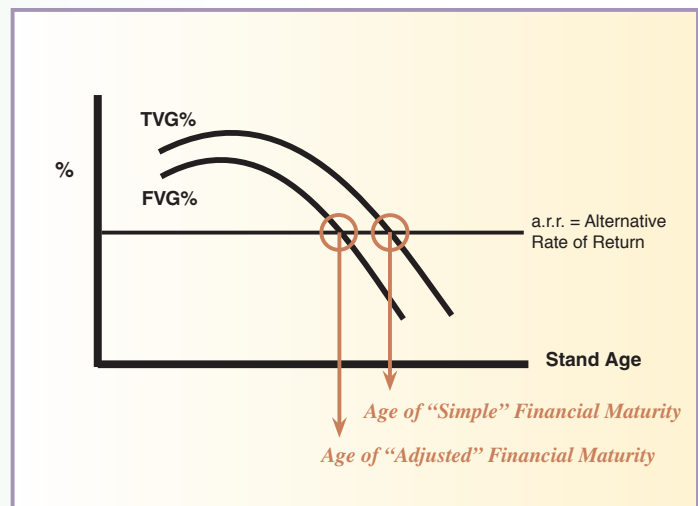 TVG%
%
FVG%
a.r.r. = Alternative
Rate of Return
Stand Age
Age of “Simple” Financial Maturity
Age of “Adjusted” Financial Maturity